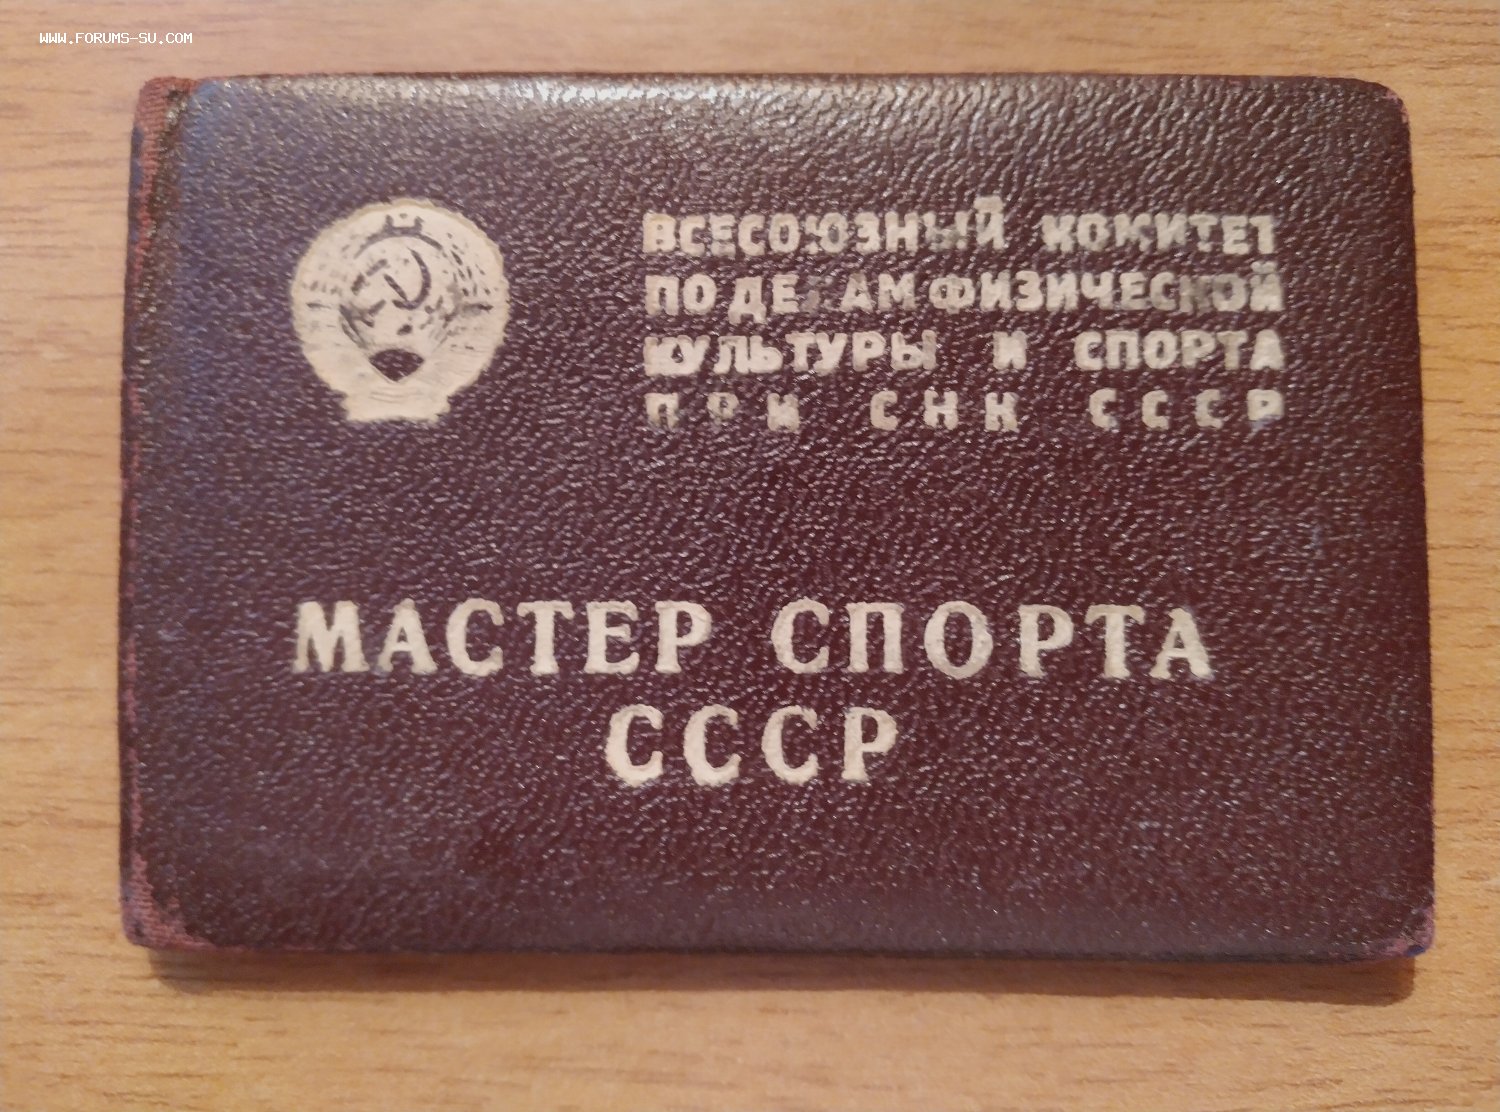 WWW.FORUMS-SU.COM
ВСЕСОЮЗНЫЙ КОМИТЕТ
ПО ДЕЛАМ ФИЗИЧЕСКОЙ
КУЛЬТУРЫ И СПОРТА
ПРИ СНК СССР
МАСТЕР СПОРТА
СССР